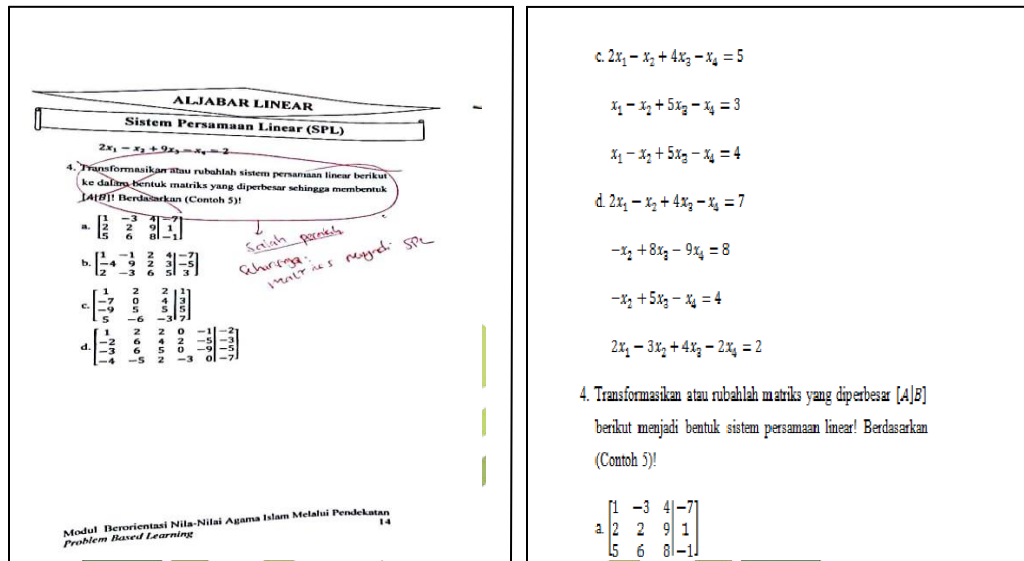 ALJABAR LINEAR
Sistem Persamaan Linear (SPL)
2x₁ − x₂ + 9x₃ − x₄ = 2
4. Transformasikan atau rubahlah sistem persamaan linear berikut
ke dalam bentuk matriks yang diperbesar sehingga membentuk
[A|B]! Berdasarkan (Contoh 5)!
a. [1 −3 4|−7]
[2 2 9|1]
[5 6 8|−1]
Salah perintah
Seharusnya:
matriks menjadi SPL
b. [1 −1 2 4|−7]
[−4 9 2 3|−5]
[2 −3 6 5|3]
c. [1 2 2|1]
[−7 0 4|3]
[−9 5 5|5]
[5 −6 −3|7]
d. [1 2 2 0 −1|−2]
[−2 6 4 2 −5|−3]
[−3 6 5 0 −9|−5]
[−4 −5 2 −3 0|−7]
Modul Berorientasi Nila-Nilai Agama Islam Melalui Pendekatan
Problem Based Learning
14
c. 2x₁ − x₂ + 4x₃ − x₄ = 5
x₁ − x₂ + 5x₃ − x₄ = 3
x₁ − x₂ + 5x₃ − x₄ = 4
d. 2x₁ − x₂ + 4x₃ − x₄ = 7
−x₂ + 8x₃ − 9x₄ = 8
−x₂ + 5x₃ − x₄ = 4
2x₁ − 3x₂ + 4x₃ − 2x₄ = 2
4. Transformasikan atau rubahlah matriks yang diperbesar [A|B]
berikut menjadi bentuk sistem persamaan linear! Berdasarkan
(Contoh 5)!
a. [1 −3 4|−7]
[2 2 9|1]
[5 6 8|−1]